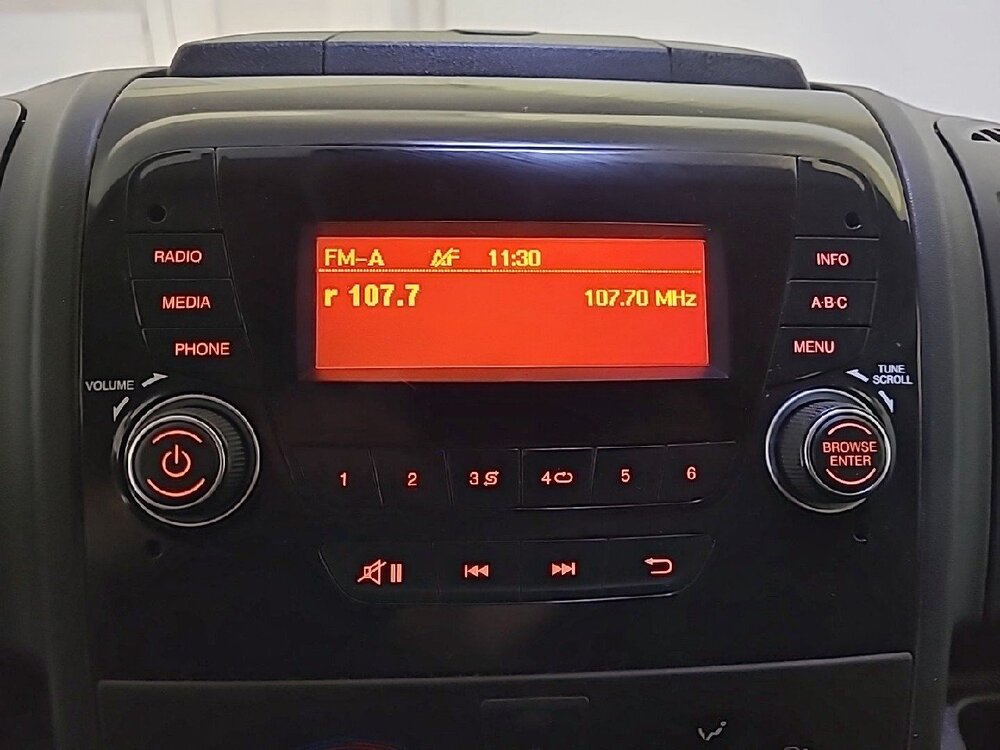 FM-A AF 11:30
r 107.7 107.70 MHz
RADIO
MEDIA
PHONE
VOLUME
INFO
A·B·C
MENU
TUNE
SCROLL
BROWSE
ENTER
1 2 3 4 5 6